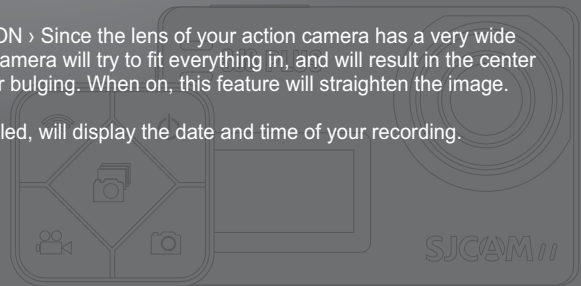 ON › Since the lens of your action camera has a very wide
amera will try to fit everything in, and will result in the center
r bulging. When on, this feature will straighten the image.
led, will display the date and time of your recording.
SJCAM